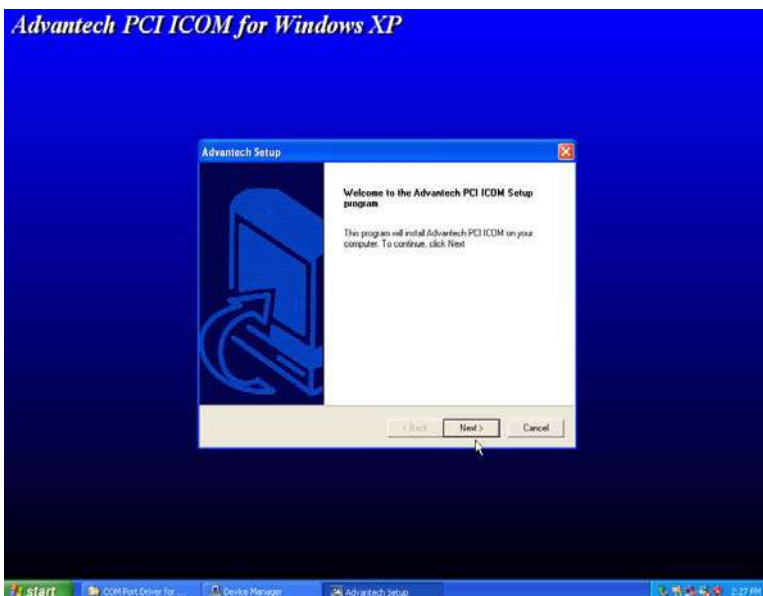 Advantech PCI ICOM for Windows XP
Advantech Setup
Welcome to the Advantech PCI ICOM Setup
program
This program will install Advantech PCI ICOM on your
computer. To continue, click Next
< Back
Next >
Cancel
start
COM Port Driver for ...
Device Manager
Advantech Setup
2:27 PM